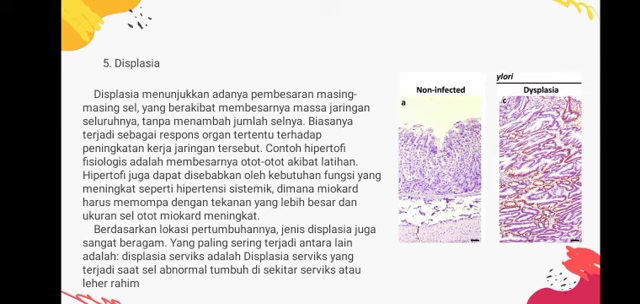 5. Displasia
Displasia menunjukkan adanya pembesaran masing-
masing sel, yang berakibat membesarnya massa jaringan
seluruhnya, tanpa menambah jumlah selnya. Biasanya
terjadi sebagai respons organ tertentu terhadap
peningkatan kerja jaringan tersebut. Contoh hipertofi
fisiologis adalah membesarnya otot-otot akibat latihan.
Hipertofi juga dapat disebabkan oleh kebutuhan fungsi yang
meningkat seperti hipertensi sistemik, dimana miokard
harus memompa dengan tekanan yang lebih besar dan
ukuran sel otot miokard meningkat.
Berdasarkan lokasi pertumbuhannya, jenis displasia juga
sangat beragam. Yang paling sering terjadi antara lain
adalah: displasia serviks adalah Displasia serviks yang
terjadi saat sel abnormal tumbuh di sekitar serviks atau
leher rahim
Non-infected
a
ylori
Dysplasia
c